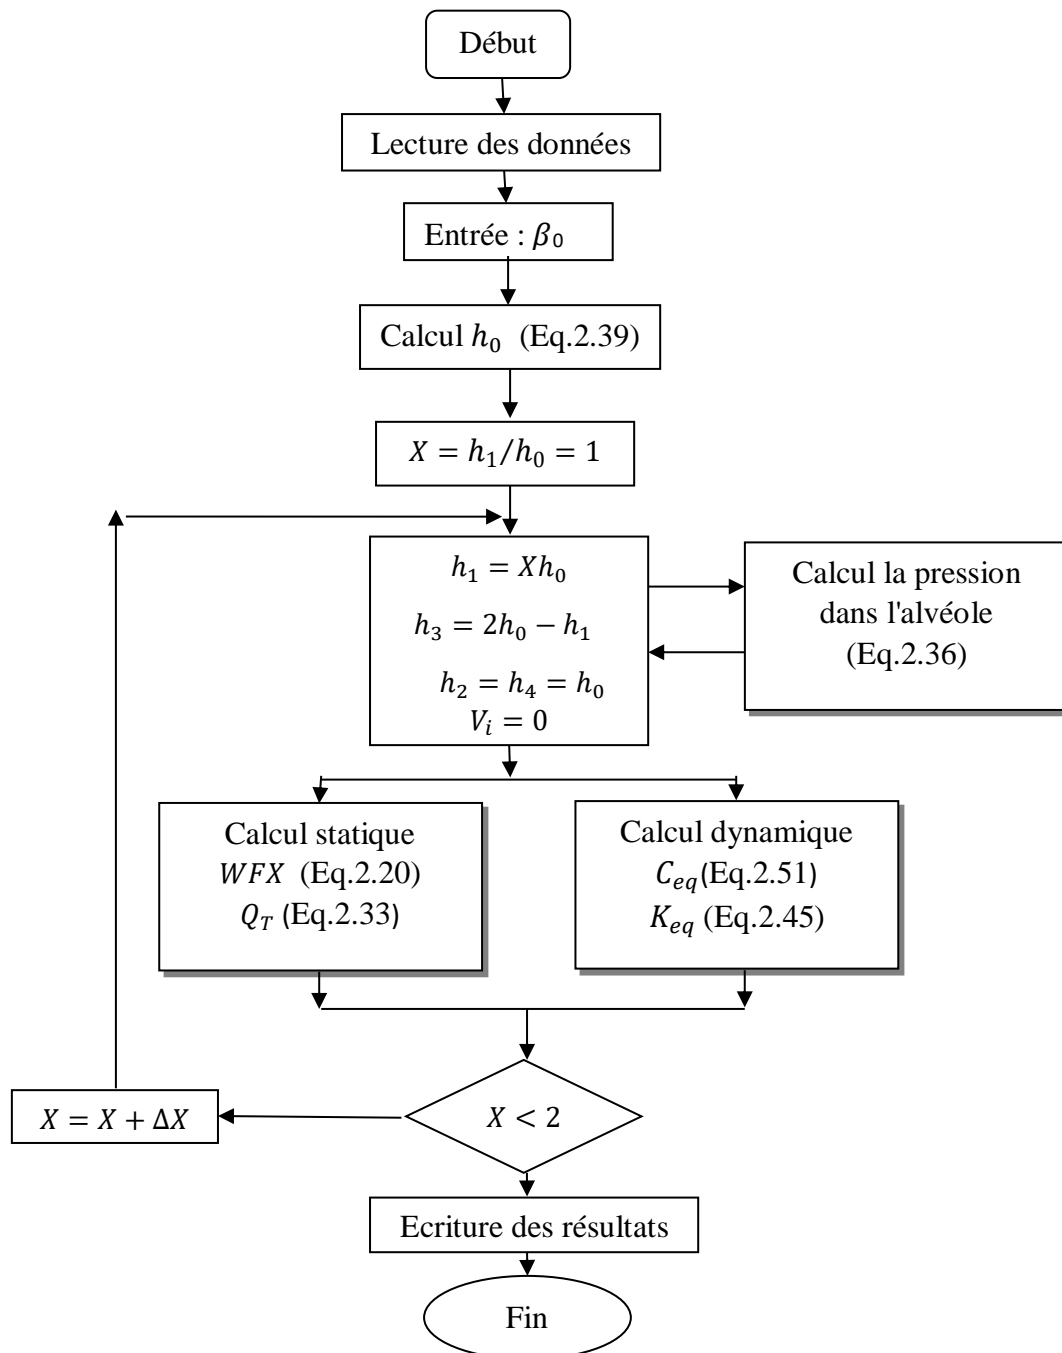 Début
Lecture des données
Entrée : β₀
Calcul h₀ (Eq.2.39)
X = h₁/h₀ = 1
h₁ = Xh₀
h₃ = 2h₀ − h₁
h₂ = h₄ = h₀
Vᵢ = 0
Calcul la pression
dans l'alvéole
(Eq.2.36)
Calcul statique
WFX (Eq.2.20)
Q_T (Eq.2.33)
Calcul dynamique
C_eq(Eq.2.51)
K_eq (Eq.2.45)
X = X + ΔX
X < 2
Ecriture des résultats
Fin